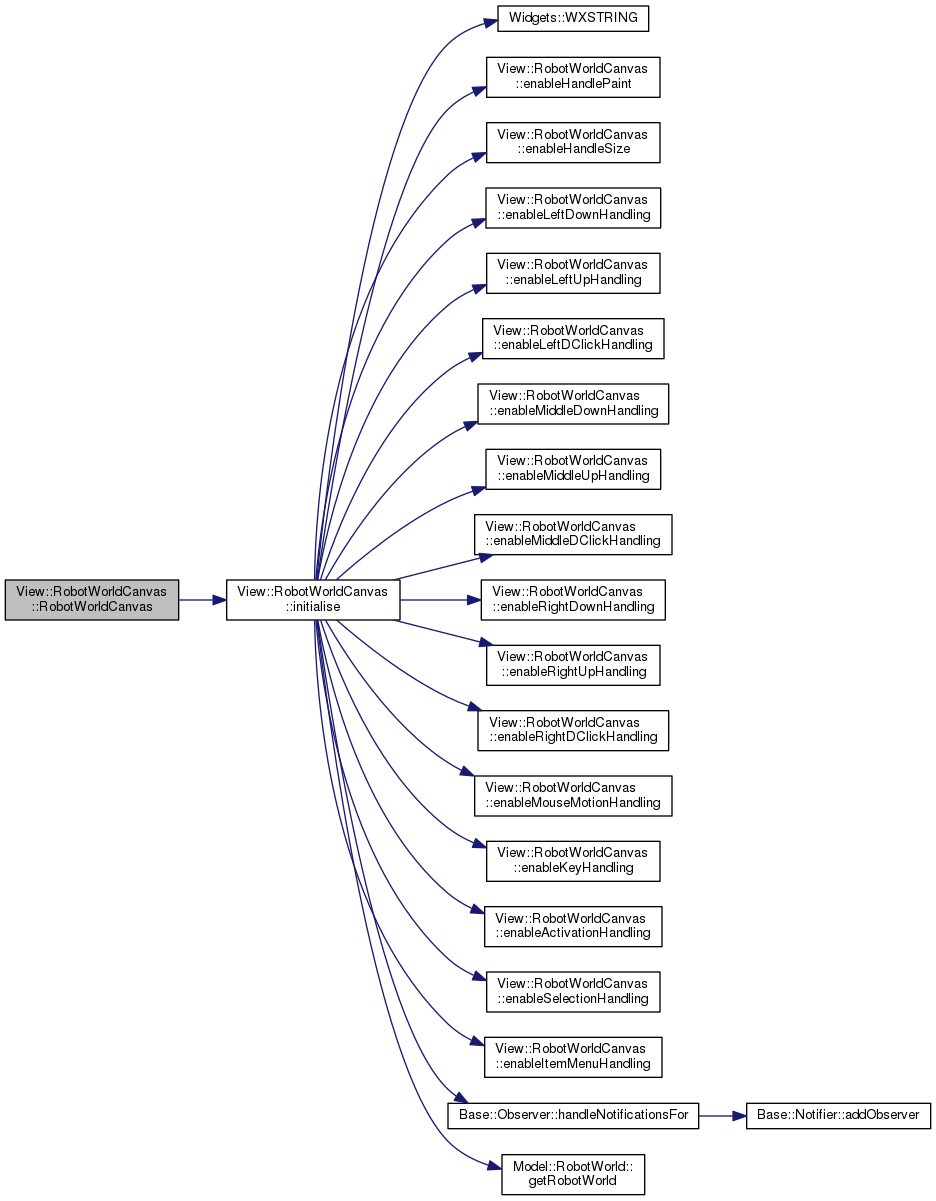 Widgets::WXSTRING
View::RobotWorldCanvas
::enableHandlePaint
View::RobotWorldCanvas
::enableHandleSize
View::RobotWorldCanvas
::enableLeftDownHandling
View::RobotWorldCanvas
::enableLeftUpHandling
View::RobotWorldCanvas
::enableLeftDClickHandling
View::RobotWorldCanvas
::enableMiddleDownHandling
View::RobotWorldCanvas
::enableMiddleUpHandling
View::RobotWorldCanvas
::enableMiddleDClickHandling
View::RobotWorldCanvas
::RobotWorldCanvas
View::RobotWorldCanvas
::initialise
View::RobotWorldCanvas
::enableRightDownHandling
View::RobotWorldCanvas
::enableRightUpHandling
View::RobotWorldCanvas
::enableRightDClickHandling
View::RobotWorldCanvas
::enableMouseMotionHandling
View::RobotWorldCanvas
::enableKeyHandling
View::RobotWorldCanvas
::enableActivationHandling
View::RobotWorldCanvas
::enableSelectionHandling
View::RobotWorldCanvas
::enableItemMenuHandling
Base::Observer::handleNotificationsFor
Base::Notifier::addObserver
Model::RobotWorld::
getRobotWorld